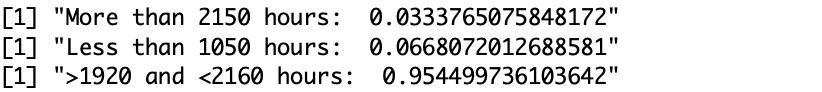 [1] "More than 2150 hours:  0.0333765075848172"
[1] "Less than 1050 hours:  0.0668072012688581"
[1] ">1920 and <2160 hours:  0.954499736103642"